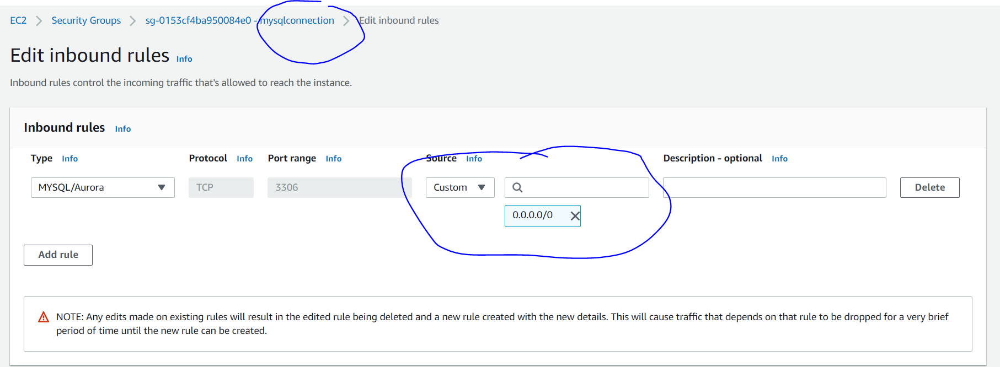 EC2 > Security Groups > sg-0153cf4ba950084e0 - mysqlconnection > Edit inbound rules
Edit inbound rules Info
Inbound rules control the incoming traffic that's allowed to reach the instance.
Inbound rules Info
Type Info Protocol Info Port range Info Source Info Description - optional Info
MYSQL/Aurora TCP 3306 Custom Delete
0.0.0.0/0
Add rule
NOTE: Any edits made on existing rules will result in the edited rule being deleted and a new rule created with the new details. This will cause traffic that depends on that rule to be dropped for a very brief
period of time until the new rule can be created.